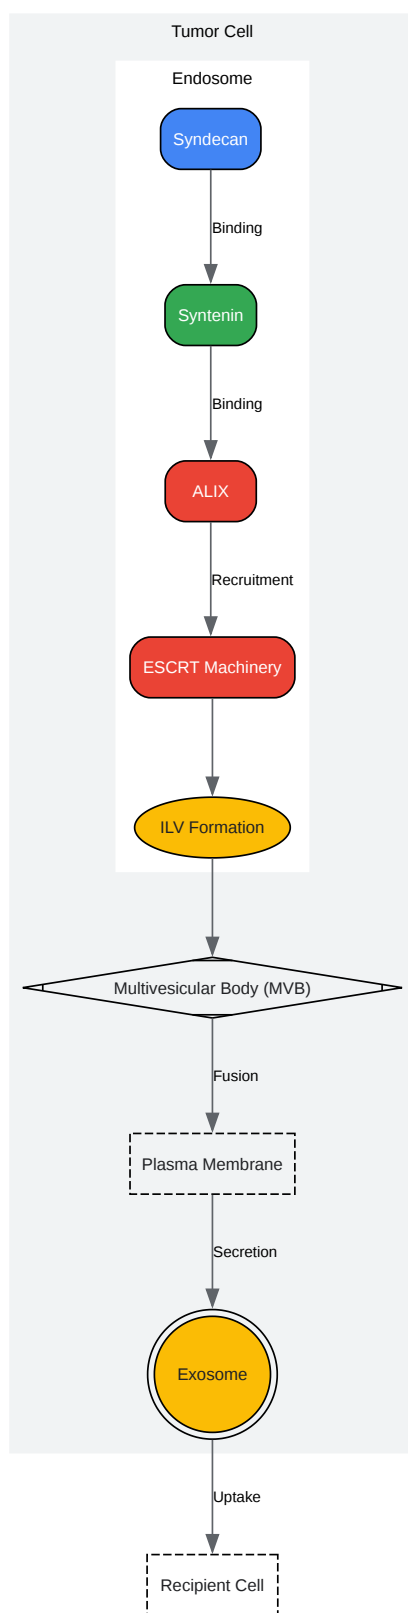 Tumor Cell
Endosome
Syndecan
Binding
Syntenin
Binding
ALIX
Recruitment
ESCRT Machinery
ILV Formation
Multivesicular Body (MVB)
Fusion
Plasma Membrane
Secretion
Exosome
Uptake
Recipient Cell